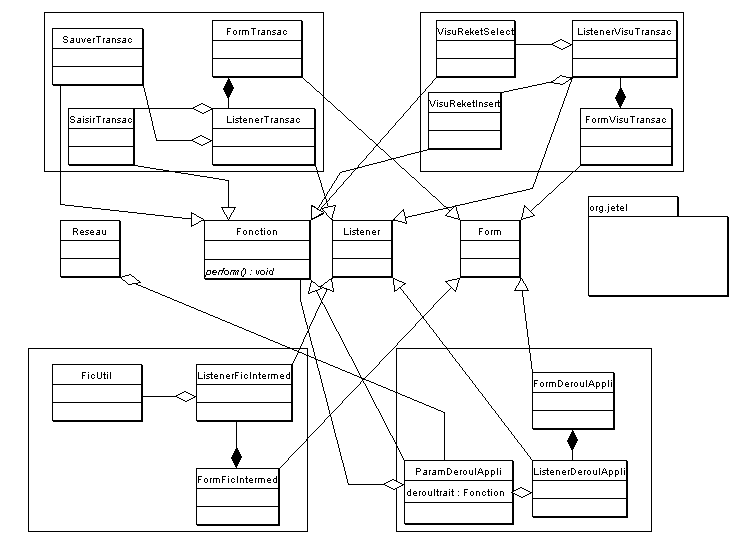 SauverTransac
FormTransac
SaisirTransac
ListenerTransac
VisuReketSelect
ListenerVisuTransac
VisuReketInsert
FormVisuTransac
Reseau
Fonction
perform() : void
Listener
Form
org.jetel
FicUtil
ListenerFicIntermed
FormFicIntermed
FormDeroulAppli
ParamDeroulAppli
deroultrait : Fonction
ListenerDeroulAppli